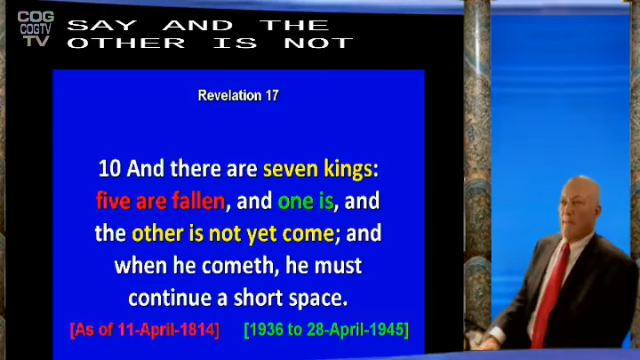 COG
COGTV
TV
SAY AND THE
OTHER IS NOT
Revelation 17
10 And there are seven kings:
five are fallen, and one is, and
the other is not yet come; and
when he cometh, he must
continue a short space.
[As of 11-April-1814] [1936 to 28-April-1945]